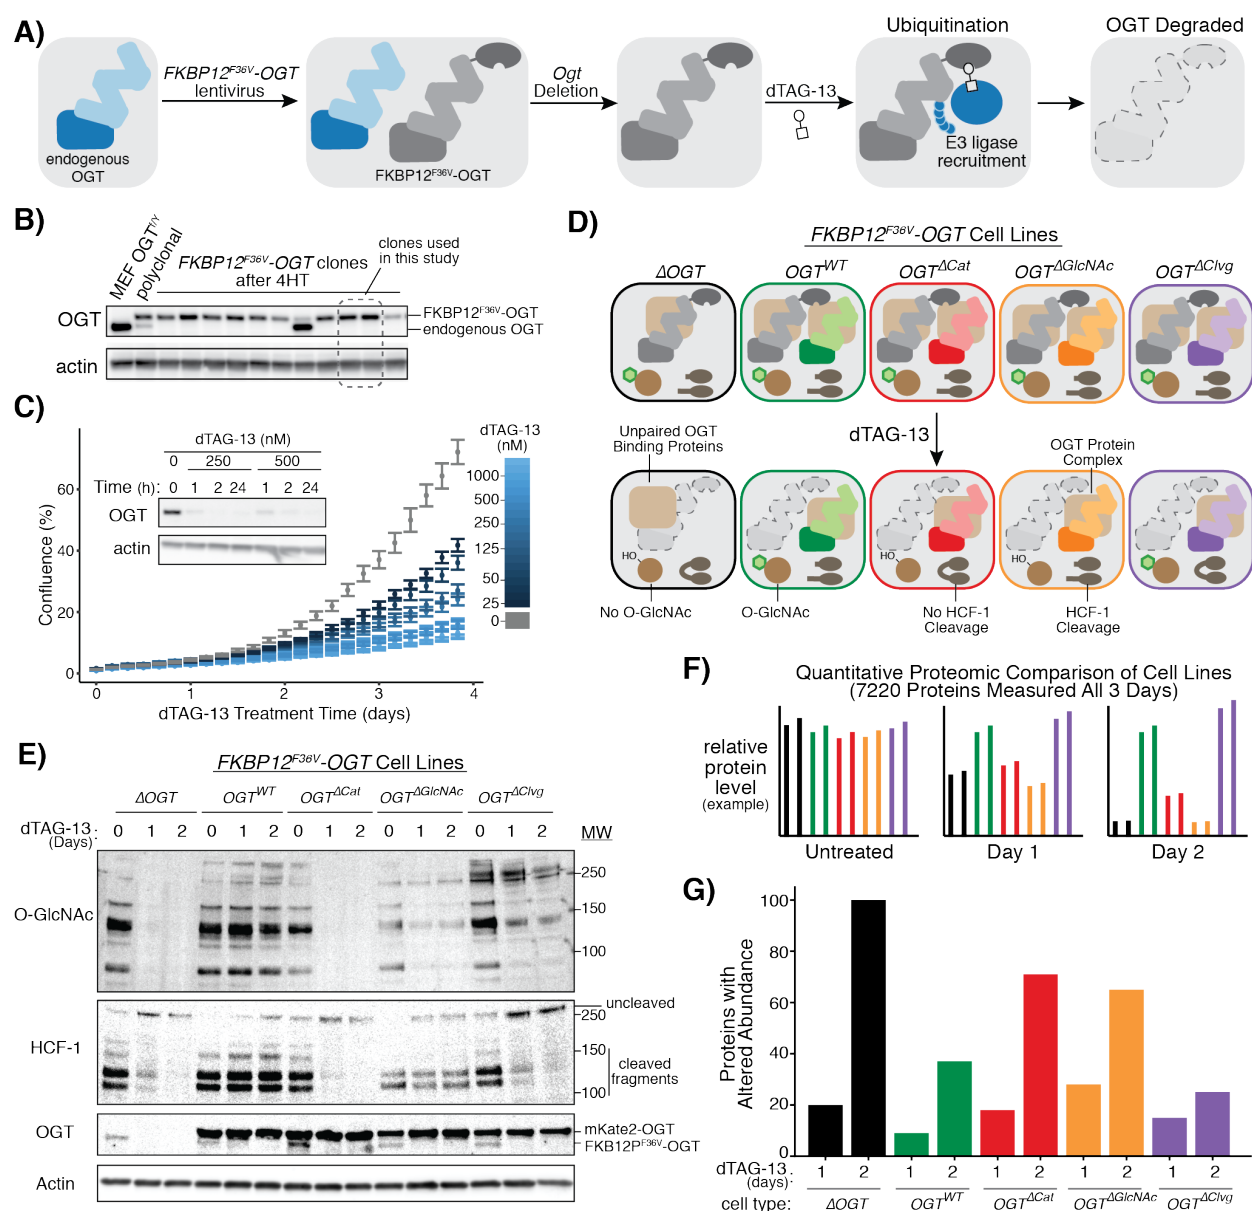 A)
FKBP12F36V-OGT
lentivirus
Ogt
Deletion
dTAG-13
Ubiquitination
OGT Degraded
endogenous
OGT
FKBP12F36V-OGT
E3 ligase
recruitment
B)
MEF OGTf/Y
polyclonal
FKBP12F36V-OGT clones
after 4HT
clones used
in this study
OGT
FKBP12F36V-OGT
endogenous OGT
actin
C)
dTAG-13 (nM)
0 250 500
Time (h): 0 1 2 24 1 2 24
OGT
actin
dTAG-13
(nM)
1000
500
250
125
50
25
0
Confluence (%)
60
40
20
0
0 1 2 3 4
dTAG-13 Treatment Time (days)
D)
FKBP12F36V-OGT Cell Lines
ΔOGT OGTWT OGTΔCat OGTΔGlcNAc OGTΔClvg
dTAG-13
Unpaired OGT
Binding Proteins
OGT Protein
Complex
HO
HO
HO
No O-GlcNAc
O-GlcNAc
No HCF-1
Cleavage
HCF-1
Cleavage
E)
FKBP12F36V-OGT Cell Lines
ΔOGT OGTWT OGTΔCat OGTΔGlcNAc OGTΔClvg
dTAG-13: 0 1 2 0 1 2 0 1 2 0 1 2 0 1 2 MW
(Days)
O-GlcNAc
250
150
100
HCF-1
uncleaved
250
150
cleaved
fragments
100
OGT
mKate2-OGT
FKB12PF36V-OGT
Actin
F)
Quantitative Proteomic Comparison of Cell Lines
(7220 Proteins Measured All 3 Days)
relative
protein
level
(example)
Untreated
Day 1
Day 2
G)
Proteins with
Altered Abundance
100
80
60
40
20
0
dTAG-13: 1 2 1 2 1 2 1 2 1 2
(days)
cell type: ΔOGT OGTWT OGTΔCat OGTΔGlcNAc OGTΔClvg